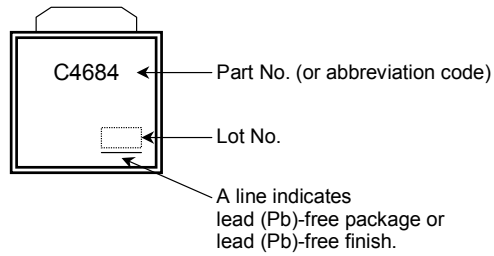 C4684
Part No. (or abbreviation code)
Lot No.
A line indicates
lead (Pb)-free package or
lead (Pb)-free finish.